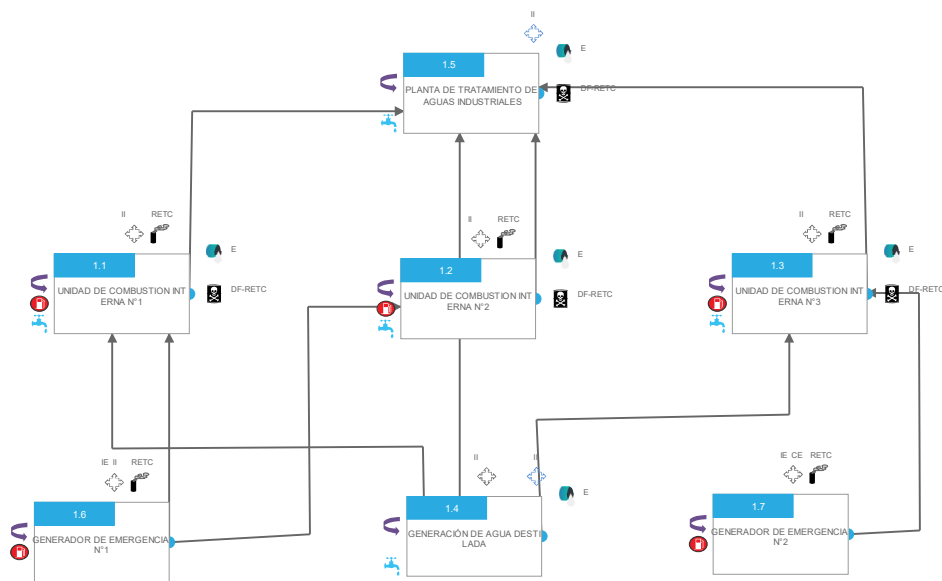 II
1.5
E
PLANTA DE TRATAMIENTO DE
AGUAS INDUSTRIALES
DF-RETC
II
RETC
1.1
E
UNIDAD DE COMBUSTION INT
ERNA N°1
DF-RETC
II
RETC
1.2
E
UNIDAD DE COMBUSTION INT
ERNA N°2
DF-RETC
II
RETC
1.3
E
UNIDAD DE COMBUSTION INT
ERNA N°3
DF-RETC
IE II
RETC
1.6
GENERADOR DE EMERGENCIA
N°1
II
II
1.4
E
GENERACIÓN DE AGUA DESTI
LADA
IE CE
RETC
1.7
GENERADOR DE EMERGENCIA
N°2